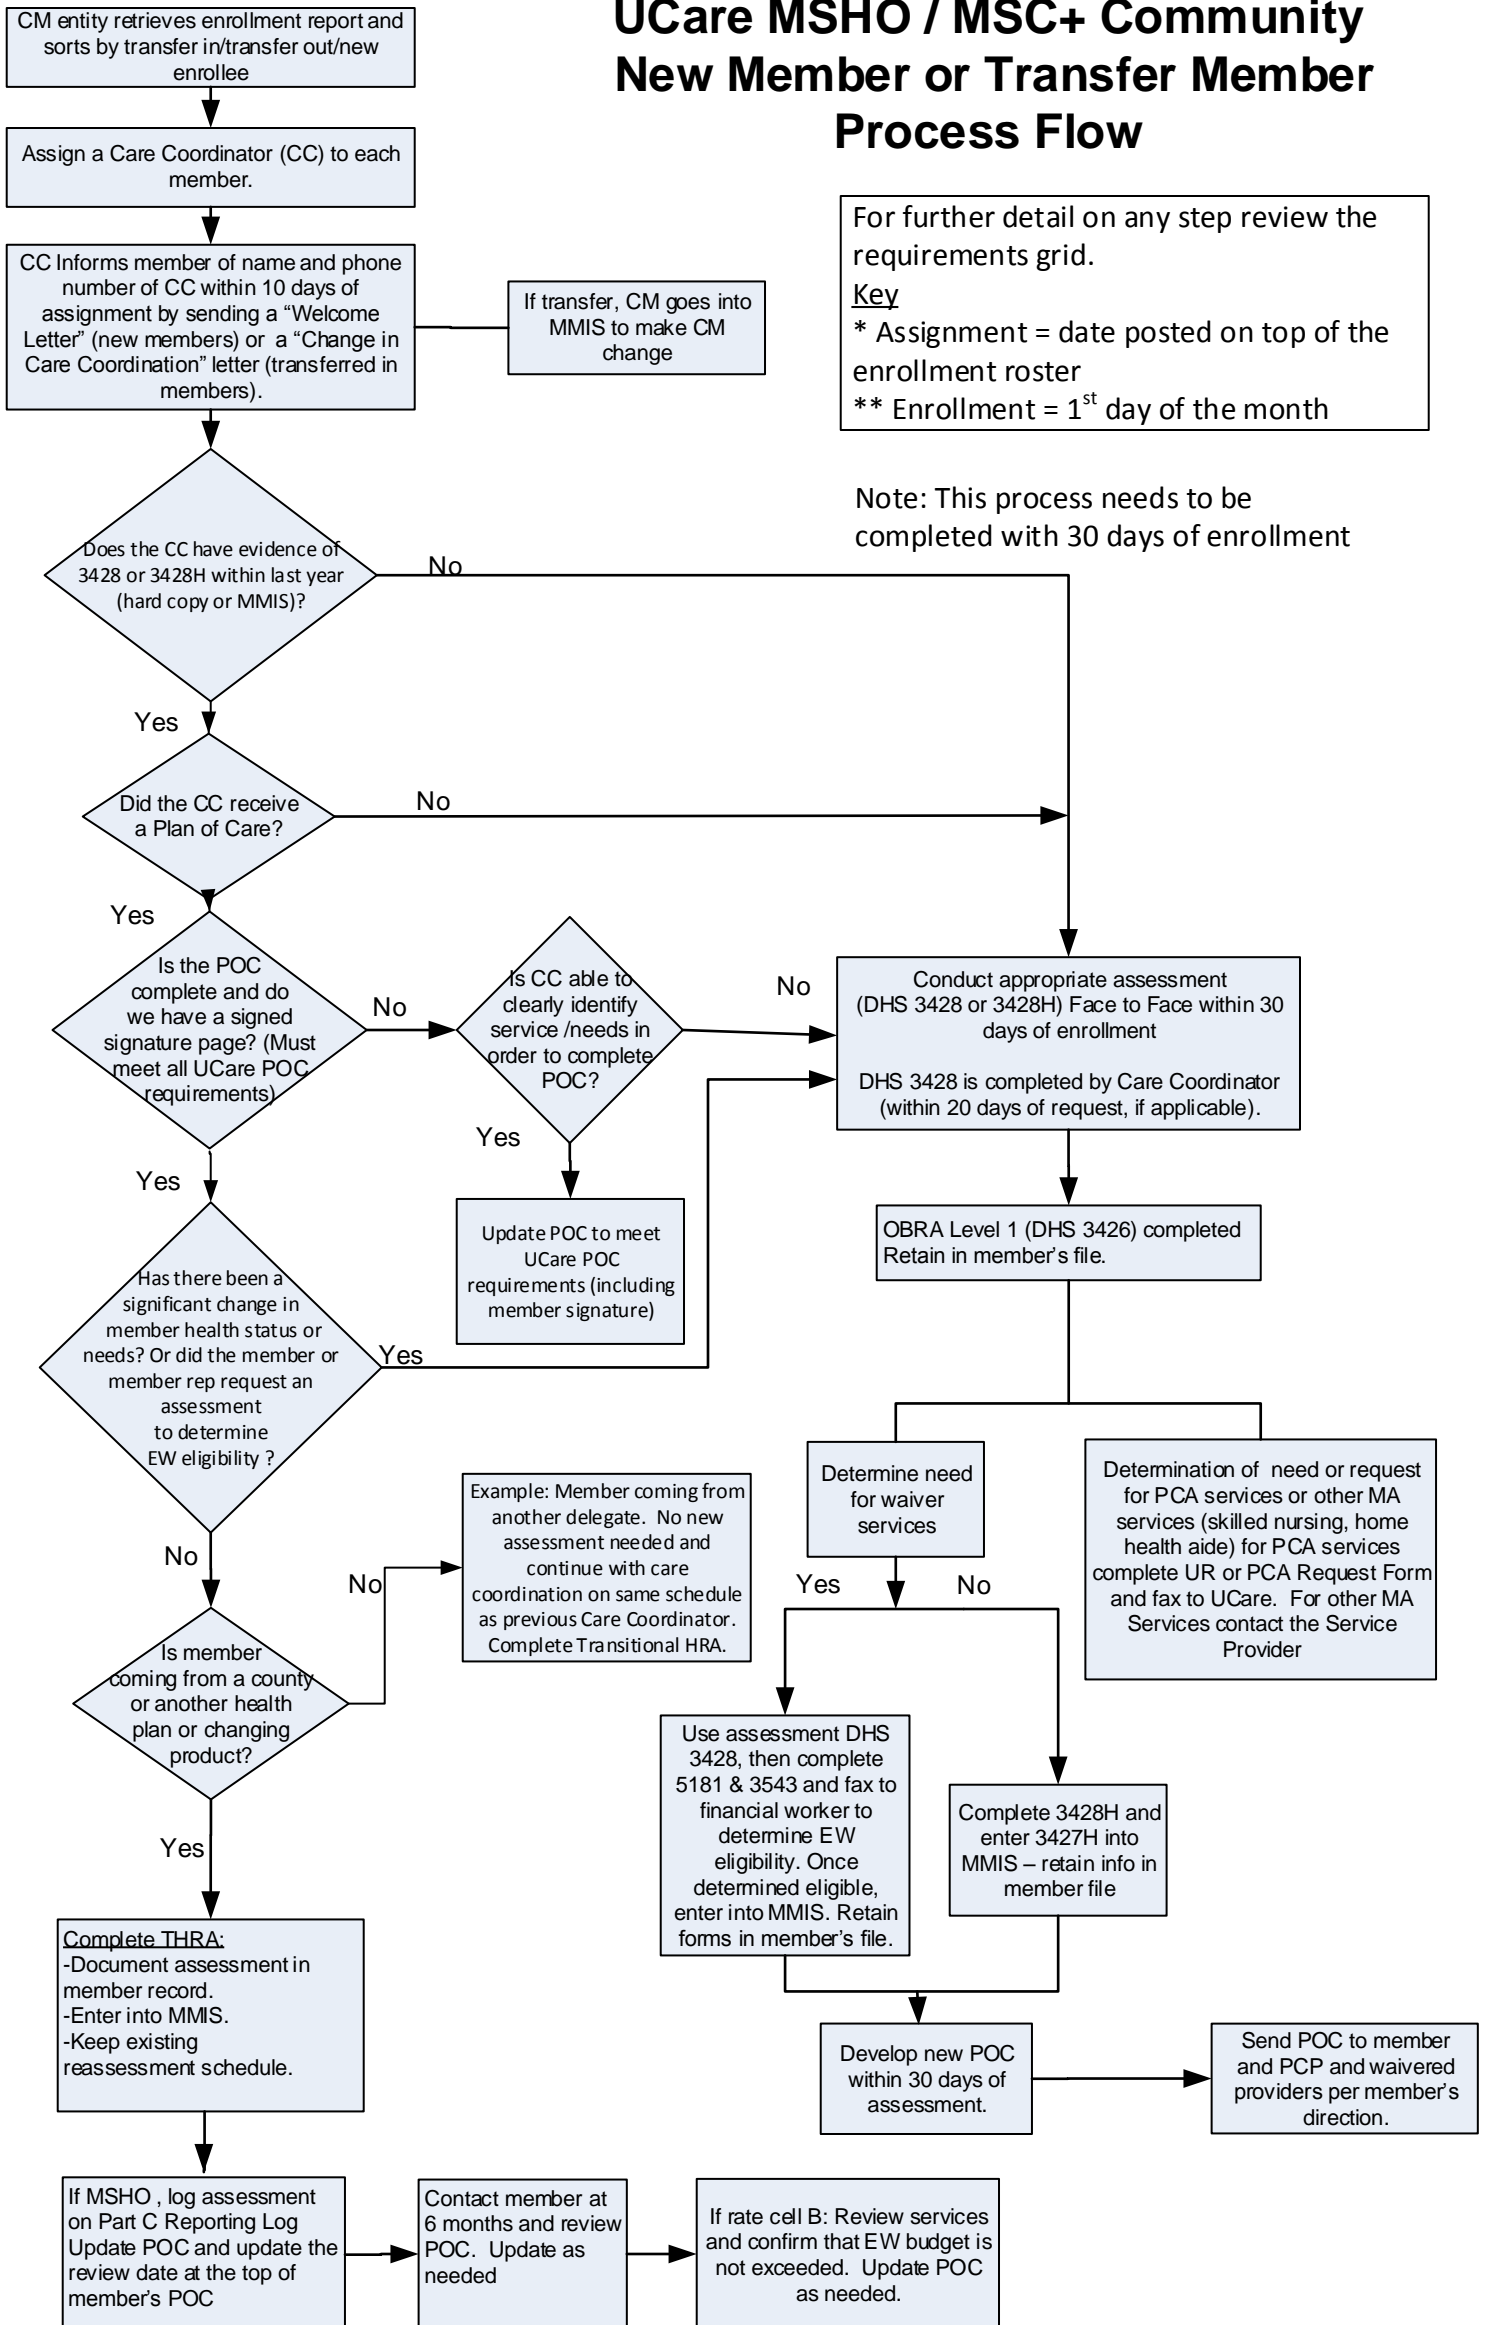 UCare MSHO / MSC+ Community
New Member or Transfer Member
Process Flow
CM entity retrieves enrollment report and
sorts by transfer in/transfer out/new
enrollee
Assign a Care Coordinator (CC) to each
member.
CC Informs member of name and phone
number of CC within 10 days of
assignment by sending a “Welcome
Letter” (new members) or a “Change in
Care Coordination” letter (transferred in
members).
If transfer, CM goes into
MMIS to make CM
change
For further detail on any step review the
requirements grid.
Key
* Assignment = date posted on top of the
enrollment roster
** Enrollment = 1st day of the month
Note: This process needs to be
completed with 30 days of enrollment
Does the CC have evidence of
3428 or 3428H within last year
(hard copy or MMIS)?
No
Yes
Did the CC receive
a Plan of Care?
No
Yes
Is the POC
complete and do
we have a signed
signature page? (Must
meet all UCare POC
requirements)
No
Is CC able to
clearly identify
service /needs in
order to complete
POC?
No
Conduct appropriate assessment
(DHS 3428 or 3428H) Face to Face within 30
days of enrollment
DHS 3428 is completed by Care Coordinator
(within 20 days of request, if applicable).
Yes
Yes
Update POC to meet
UCare POC
requirements (including
member signature)
OBRA Level 1 (DHS 3426) completed
Retain in member’s file.
Has there been a
significant change in
member health status or
needs? Or did the member or
member rep request an
assessment
to determine
EW eligibility ?
Yes
No
Determine need
for waiver
services
Determination of need or request
for PCA services or other MA
services (skilled nursing, home
health aide) for PCA services
complete UR or PCA Request Form
and fax to UCare. For other MA
Services contact the Service
Provider
Example: Member coming from
another delegate. No new
assessment needed and
continue with care
coordination on same schedule
as previous Care Coordinator.
Complete Transitional HRA.
No
Yes
No
Is member
coming from a county
or another health
plan or changing
product?
Yes
Use assessment DHS
3428, then complete
5181 & 3543 and fax to
financial worker to
determine EW
eligibility. Once
determined eligible,
enter into MMIS. Retain
forms in member’s file.
Complete 3428H and
enter 3427H into
MMIS – retain info in
member file
Complete THRA:
-Document assessment in
member record.
-Enter into MMIS.
-Keep existing
reassessment schedule.
Develop new POC
within 30 days of
assessment.
Send POC to member
and PCP and waivered
providers per member’s
direction.
If MSHO , log assessment
on Part C Reporting Log
Update POC and update the
review date at the top of
member’s POC
Contact member at
6 months and review
POC. Update as
needed
If rate cell B: Review services
and confirm that EW budget is
not exceeded. Update POC
as needed.